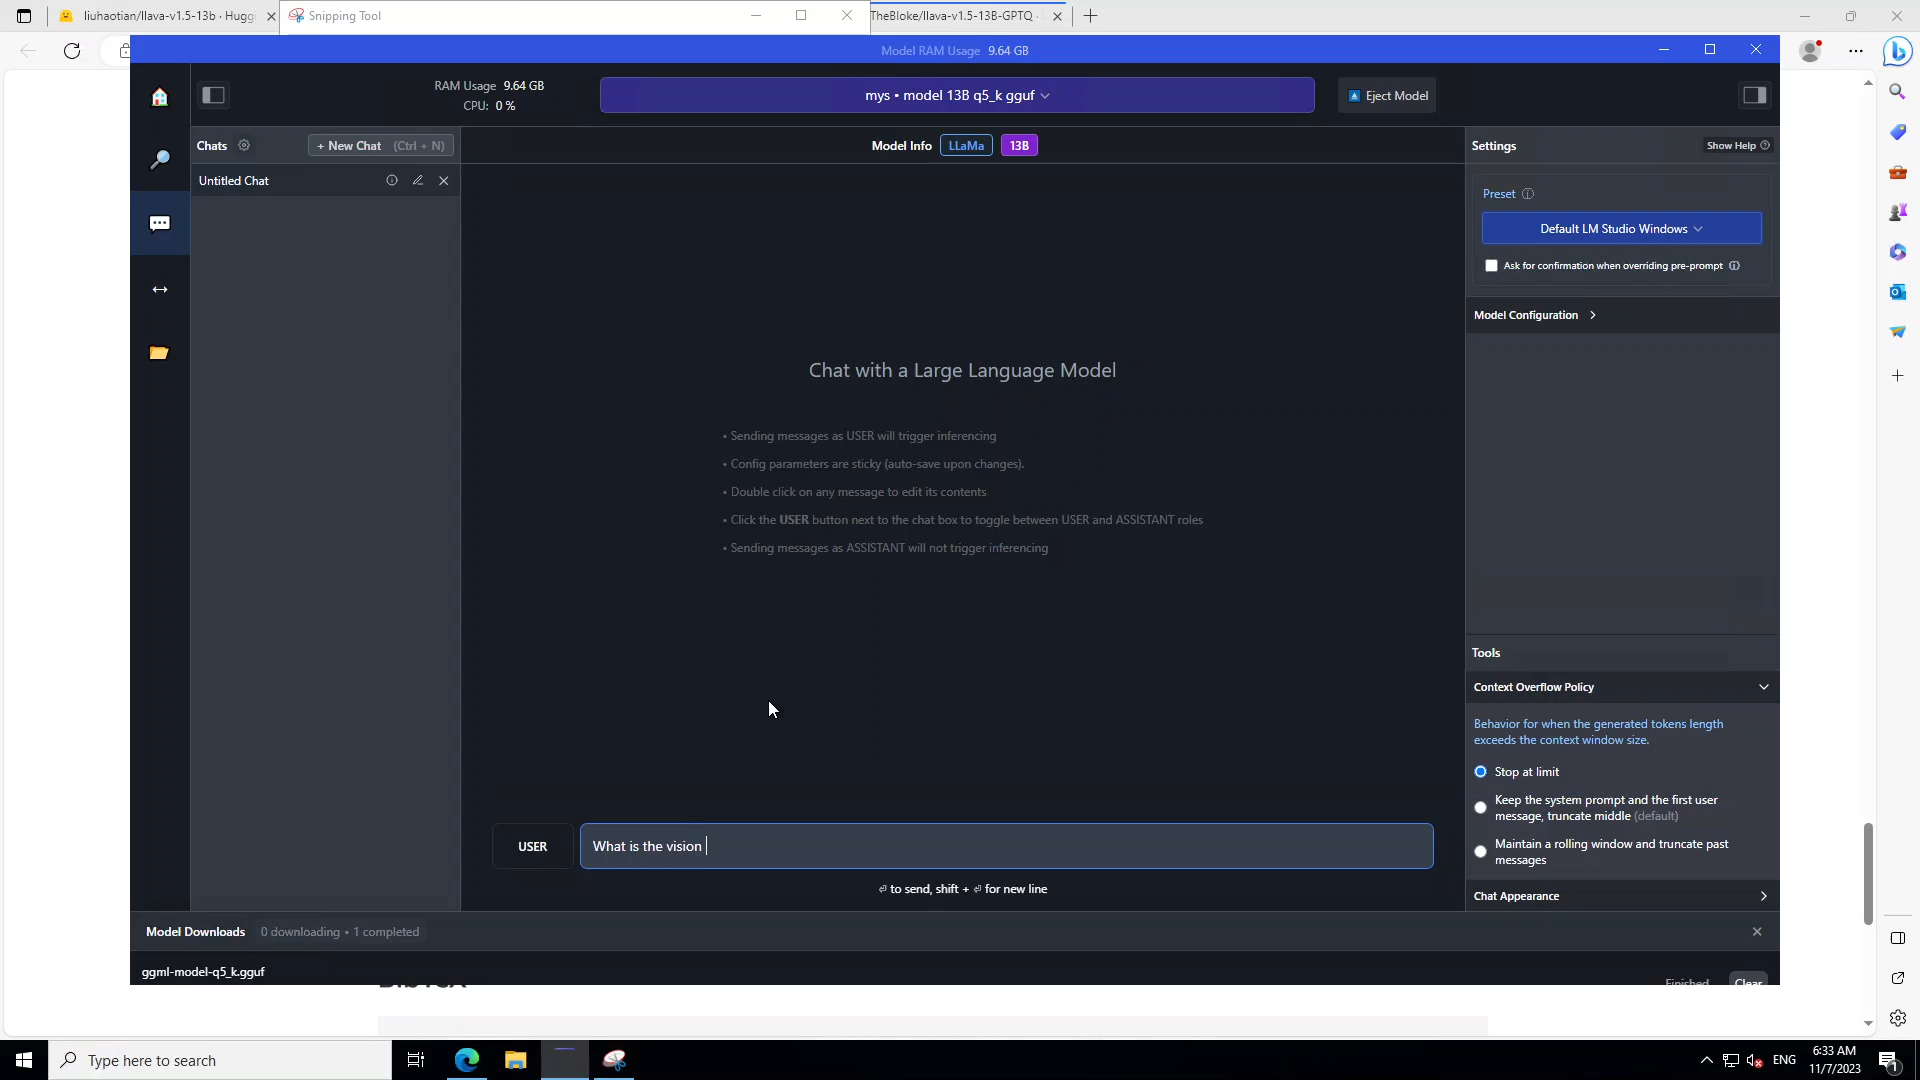 liuhaotian/llava-v1.5-13b · Huggi
Snipping Tool
TheBloke/llava-v1.5-13B-GPTQ ·
Model RAM Usage 9.64 GB
RAM Usage 9.64 GB
CPU: 0 %
mys • model 13B q5_k gguf
Eject Model
Chats
+ New Chat (Ctrl + N)
Model Info LLaMa 13B
Settings
Show Help
Untitled Chat
Preset
Default LM Studio Windows
Ask for confirmation when overriding pre-prompt
Model Configuration
Chat with a Large Language Model
• Sending messages as USER will trigger inferencing
• Config parameters are sticky (auto-save upon changes).
• Double click on any message to edit its contents
• Click the USER button next to the chat box to toggle between USER and ASSISTANT roles
• Sending messages as ASSISTANT will not trigger inferencing
Tools
Context Overflow Policy
Behavior for when the generated tokens length
exceeds the context window size.
Stop at limit
Keep the system prompt and the first user
message, truncate middle (default)
Maintain a rolling window and truncate past
messages
Chat Appearance
USER
What is the vision
⏎ to send, shift + ⏎ for new line
Model Downloads 0 downloading • 1 completed
ggml-model-q5_k.gguf
Finished
Clear
BibTeX
Type here to search
ENG
6:33 AM
11/7/2023
1